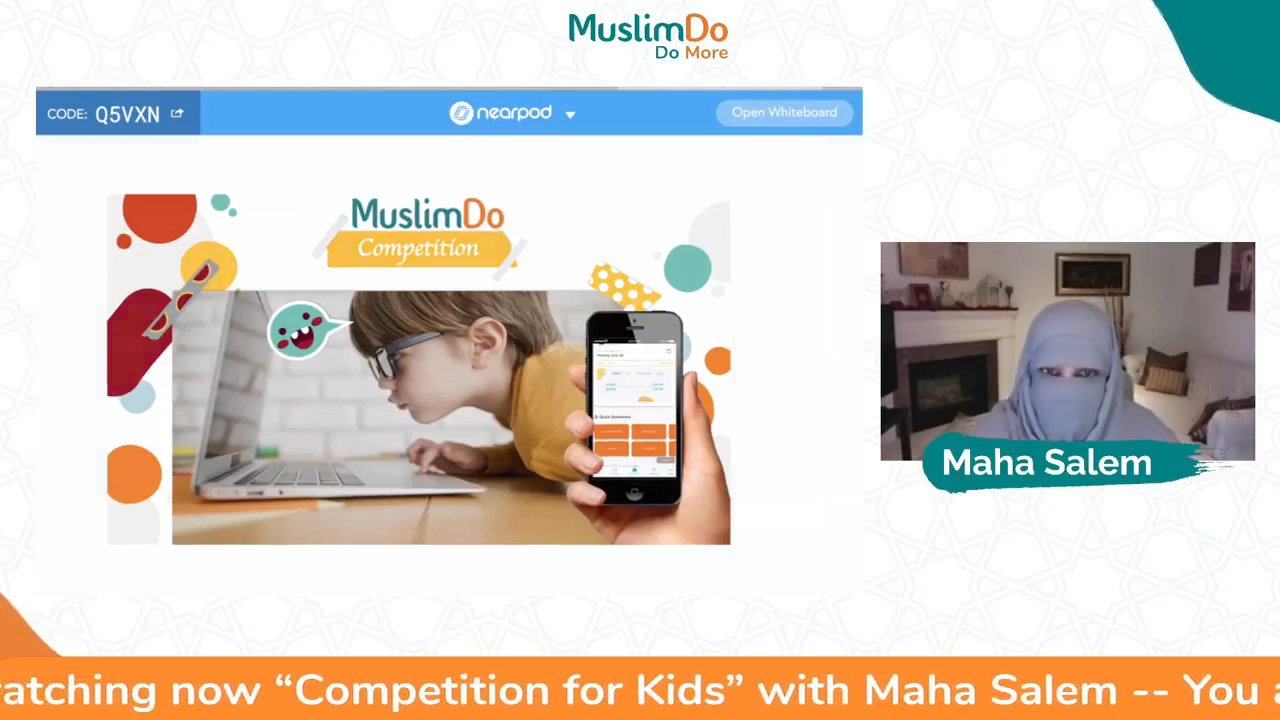 MuslimDo
Do More
CODE: Q5VXN
nearpod
Open Whiteboard
MuslimDo
Competition
Maha Salem
atching now “Competition for Kids” with Maha Salem -- You a